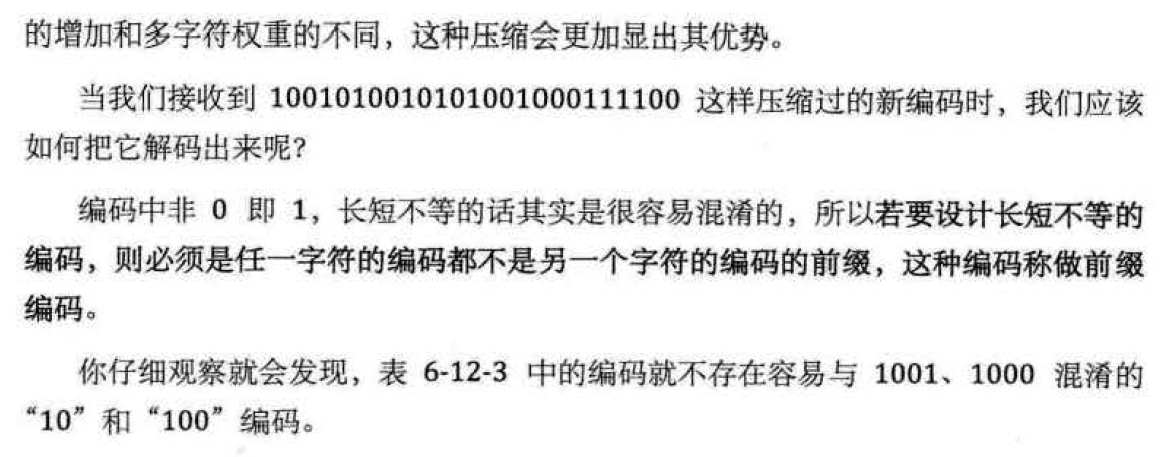 的增加和多字符权重的不同，这种压缩会更加显出其优势。
当我们接收到 1001010010101001000111100 这样压缩过的新编码时，我们应该
如何把它解码出来呢？
编码中非 0 即 1，长短不等的话其实是很容易混淆的，所以若要设计长短不等的
编码，则必须是任一字符的编码都不是另一个字符的编码的前缀，这种编码称做前缀
编码。
你仔细观察就会发现，表 6-12-3 中的编码就不存在容易与 1001、1000 混淆的
“10”和“100”编码。